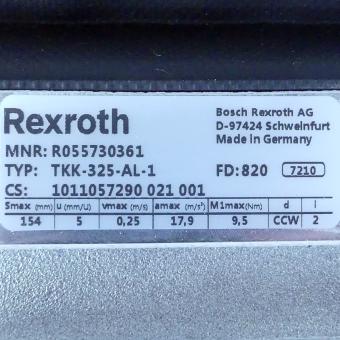 Rexroth
Bosch Rexroth AG
D-97424 Schweinfurt
Made in Germany
MNR: R055730361
TYP: TKK-325-AL-1 FD: 820 7210
CS: 1011057290 021 001
Smax (mm) u (mm/U) vmax (m/s) amax (m/s²) M1max(Nm) d i
154 5 0,25 17,9 9,5 CCW 2